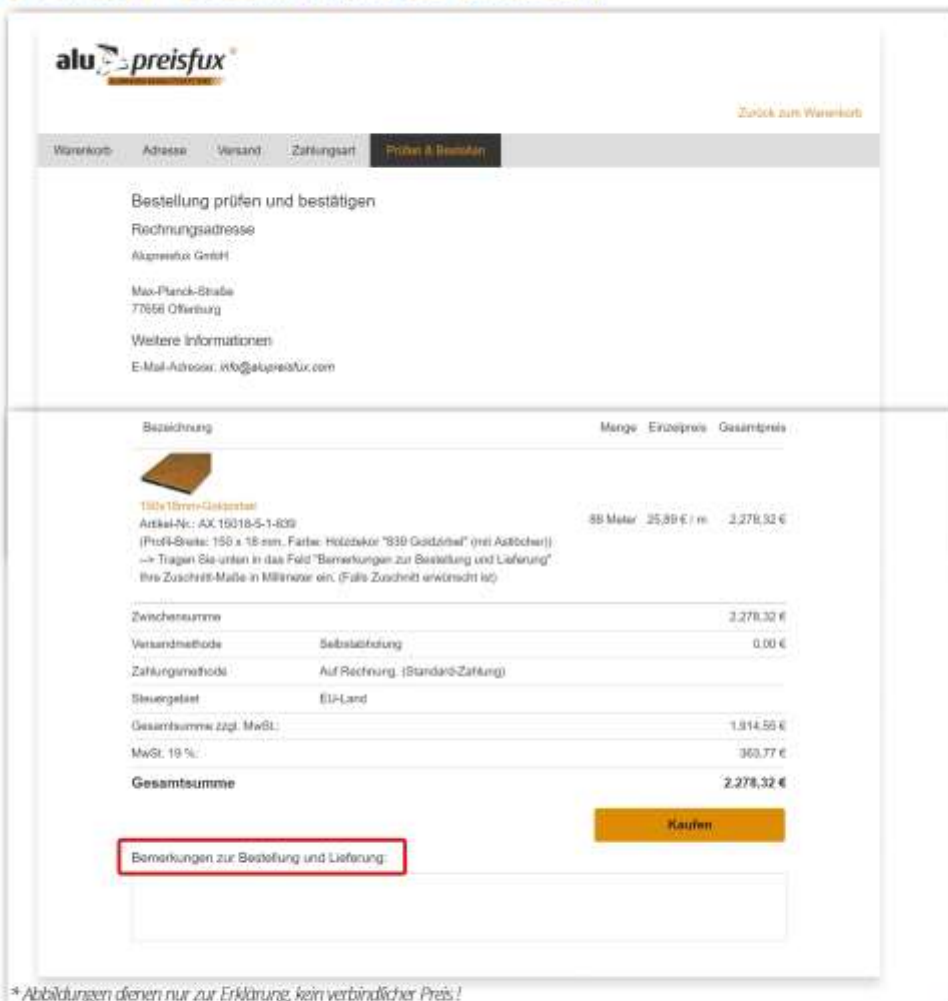 alu preisfux
Zurück zum Warenkorb
Warenkorb Adresse Versand Zahlungsart Prüfen & Bestellen
Bestellung prüfen und bestätigen
Rechnungsadresse
Alupreisfux GmbH
Max-Planck-Straße
77656 Offenburg
Weitere Informationen
E-Mail-Adresse: info@alupreisfux.com
Bezeichnung Menge Einzelpreis Gesamtpreis
150x18mm-Goldzirbel
Artikel-Nr.: AX.15018-5-1-839
(Profil-Breite: 150 x 18 mm. Farbe: Holzdekor "839 Goldzirbel" (mit Astlöcher))
--> Tragen Sie unten in das Feld "Bemerkungen zur Bestellung und Lieferung"
Ihre Zuschnitt-Maße in Millimeter ein. (Falls Zuschnitt erwünscht ist)
88 Meter 25,89 € / m 2.278,32 €
Zwischensumme 2.278,32 €
Versandmethode Selbstabholung 0,00 €
Zahlungsmethode Auf Rechnung. (Standard-Zahlung)
Steuergebiet EU-Land
Gesamtsumme zzgl. MwSt.: 1.914,55 €
MwSt. 19 %: 363,77 €
Gesamtsumme 2.278,32 €
Kaufen
Bemerkungen zur Bestellung und Lieferung:
* Abbildungen dienen nur zur Erklärung, kein verbindlicher Preis !